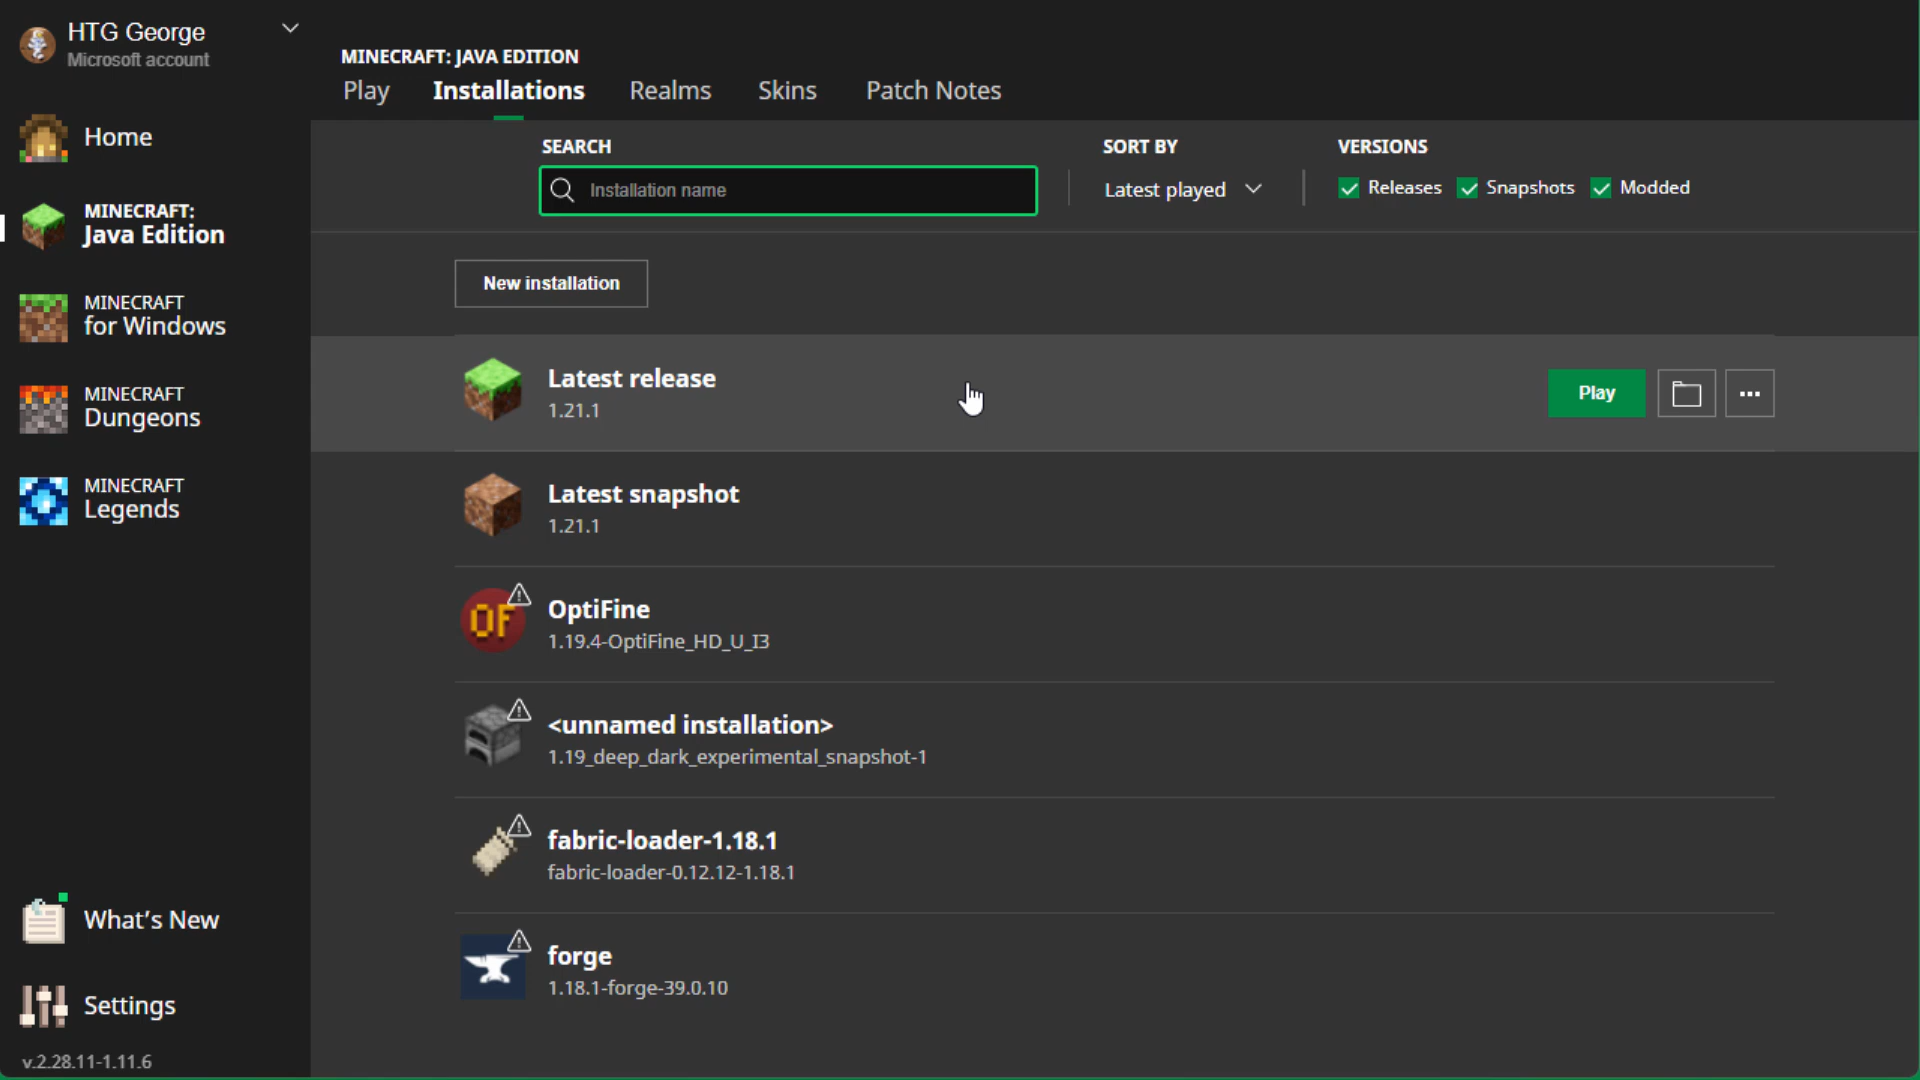 HTG George
Microsoft account
Home
MINECRAFT:
Java Edition
MINECRAFT
for Windows
MINECRAFT
Dungeons
MINECRAFT
Legends
What's New
Settings
v.2.28.11-1.11.6
MINECRAFT: JAVA EDITION
Play Installations Realms Skins Patch Notes
SEARCH SORT BY VERSIONS
Installation name Latest played Releases Snapshots Modded
New installation
Latest release
1.21.1
Play ...
Latest snapshot
1.21.1
OF
OptiFine
1.19.4-OptiFine_HD_U_I3
<unnamed installation>
1.19_deep_dark_experimental_snapshot-1
fabric-loader-1.18.1
fabric-loader-0.12.12-1.18.1
forge
1.18.1-forge-39.0.10